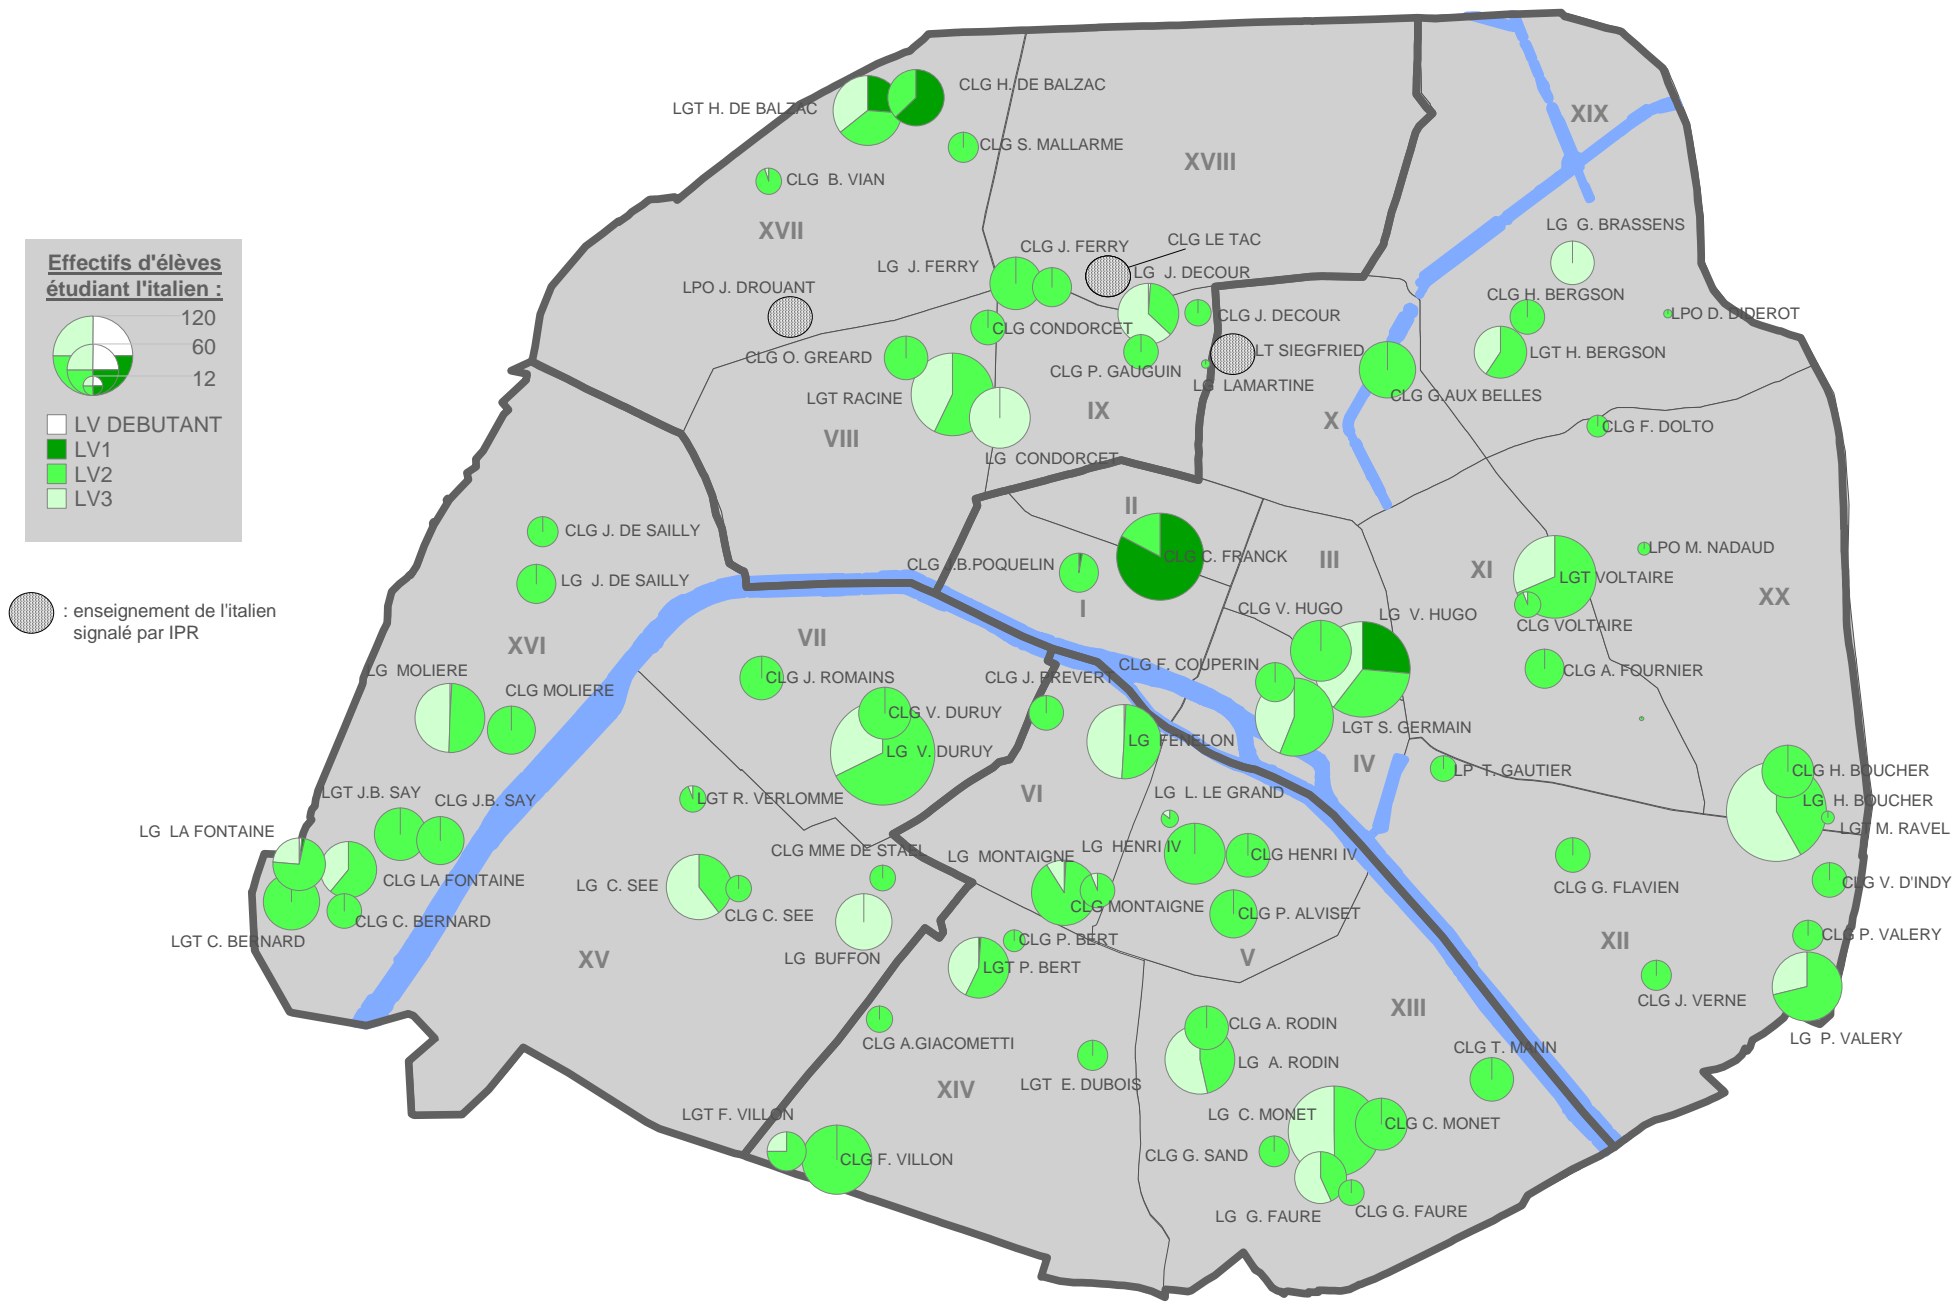 CLG H. DE BALZAC
LGT H. DE BALZAC
CLG S. MALLARME
CLG B. VIAN
XVII
XVIII
XIX
LG G. BRASSENS
CLG J. FERRY
CLG LE TAC
LG J. FERRY
LG J. DECOUR
LPO J. DROUANT
CLG H. BERGSON
LPO D. DIDEROT
CLG CONDORCET
CLG J. DECOUR
CLG O. GREARD
LT SIEGFRIED
LGT H. BERGSON
CLG P. GAUGUIN
LG LAMARTINE
LGT RACINE
CLG G.AUX BELLES
IX
X
VIII
CLG F. DOLTO
LG CONDORCET
Effectifs d'élèves
étudiant l'italien :
120
60
12
LV DEBUTANT
LV1
LV2
LV3
: enseignement de l'italien
signalé par IPR
II
CLG J. DE SAILLY
CLG C. FRANCK
CLG J.B.POQUELIN
III
XI
LPO M. NADAUD
LG J. DE SAILLY
LGT VOLTAIRE
XX
I
CLG V. HUGO
LG V. HUGO
CLG VOLTAIRE
VII
XVI
CLG F. COUPERIN
LG MOLIERE
CLG J. ROMAINS
CLG J. PREVERT
CLG A. FOURNIER
CLG MOLIERE
CLG V. DURUY
LGT S. GERMAIN
LG V. DURUY
LG FENELON
IV
LP T. GAUTIER
CLG H. BOUCHER
LGT J.B. SAY
CLG J.B. SAY
LGT R. VERLOMME
VI
LG L. LE GRAND
LG H. BOUCHER
LG LA FONTAINE
LGT M. RAVEL
CLG MME DE STAEL
LG MONTAIGNE
LG HENRI IV
CLG HENRI IV
CLG G. FLAVIEN
CLG LA FONTAINE
LG C. SEE
CLG V. D'INDY
CLG C. SEE
CLG MONTAIGNE
CLG P. ALVISET
CLG C. BERNARD
LGT C. BERNARD
LG BUFFON
CLG P. BERT
CLG P. VALERY
XV
LGT P. BERT
V
XII
CLG J. VERNE
XIII
CLG A. RODIN
LG P. VALERY
CLG A.GIACOMETTI
LG A. RODIN
CLG T. MANN
XIV
LGT E. DUBOIS
LGT F. VILLON
LG C. MONET
CLG C. MONET
CLG F. VILLON
CLG G. SAND
LG G. FAURE
CLG G. FAURE